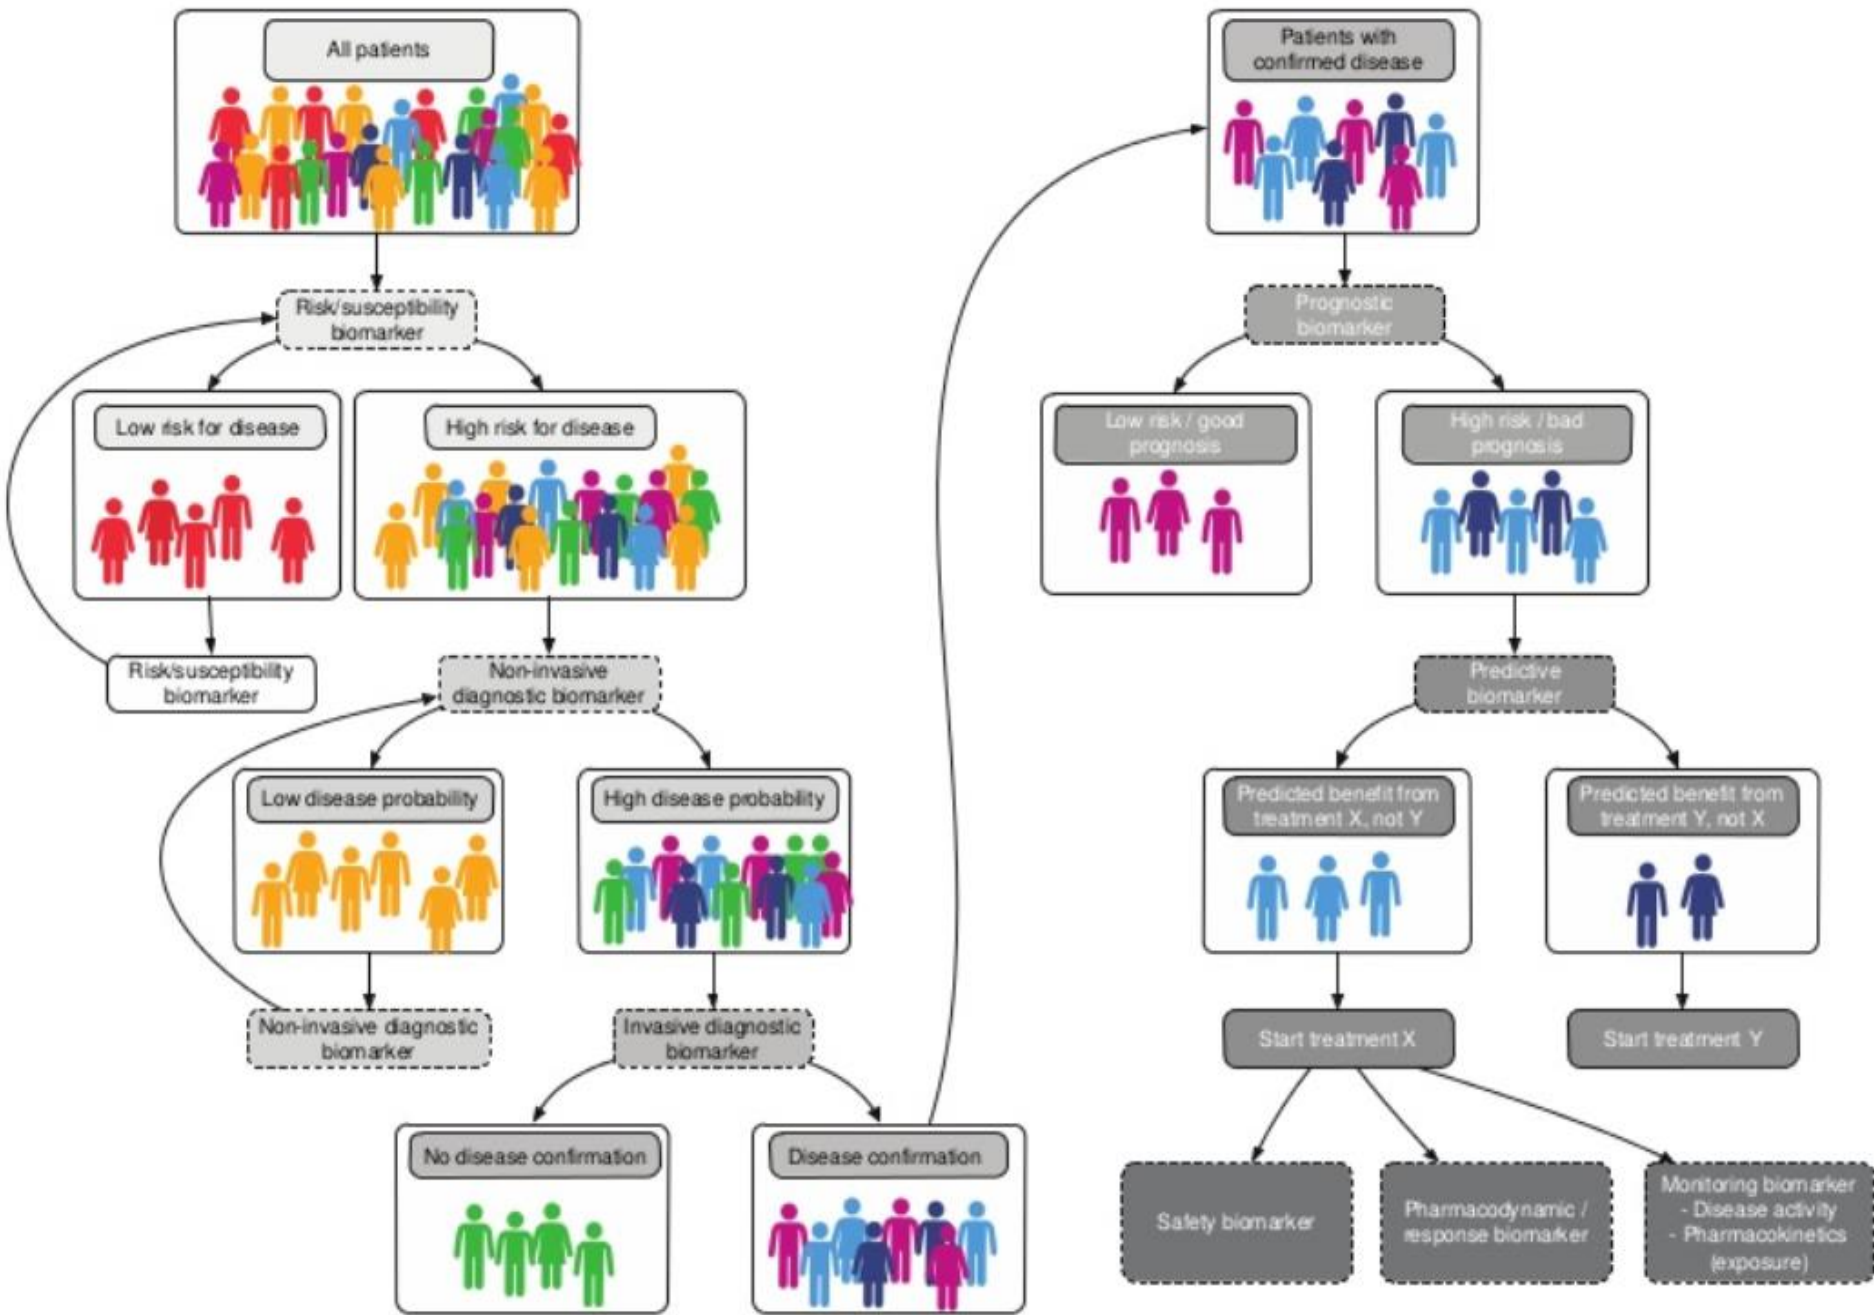 All patients
Risk/susceptibility
biomarker
Low risk for disease
High risk for disease
Risk/susceptibility
biomarker
Non-invasive
diagnostic biomarker
Low disease probability
High disease probability
Non-invasive diagnostic
biomarker
Invasive diagnostic
biomarker
No disease confirmation
Disease confirmation
Patients with
confirmed disease
Prognostic
biomarker
Low risk / good
prognosis
High risk / bad
prognosis
Predictive
biomarker
Predicted benefit from
treatment X, not Y
Predicted benefit from
treatment Y, not X
Start treatment X
Start treatment Y
Safety biomarker
Pharmacodynamic /
response biomarker
Monitoring biomarker
- Disease activity
- Pharmacokinetics
(exposure)